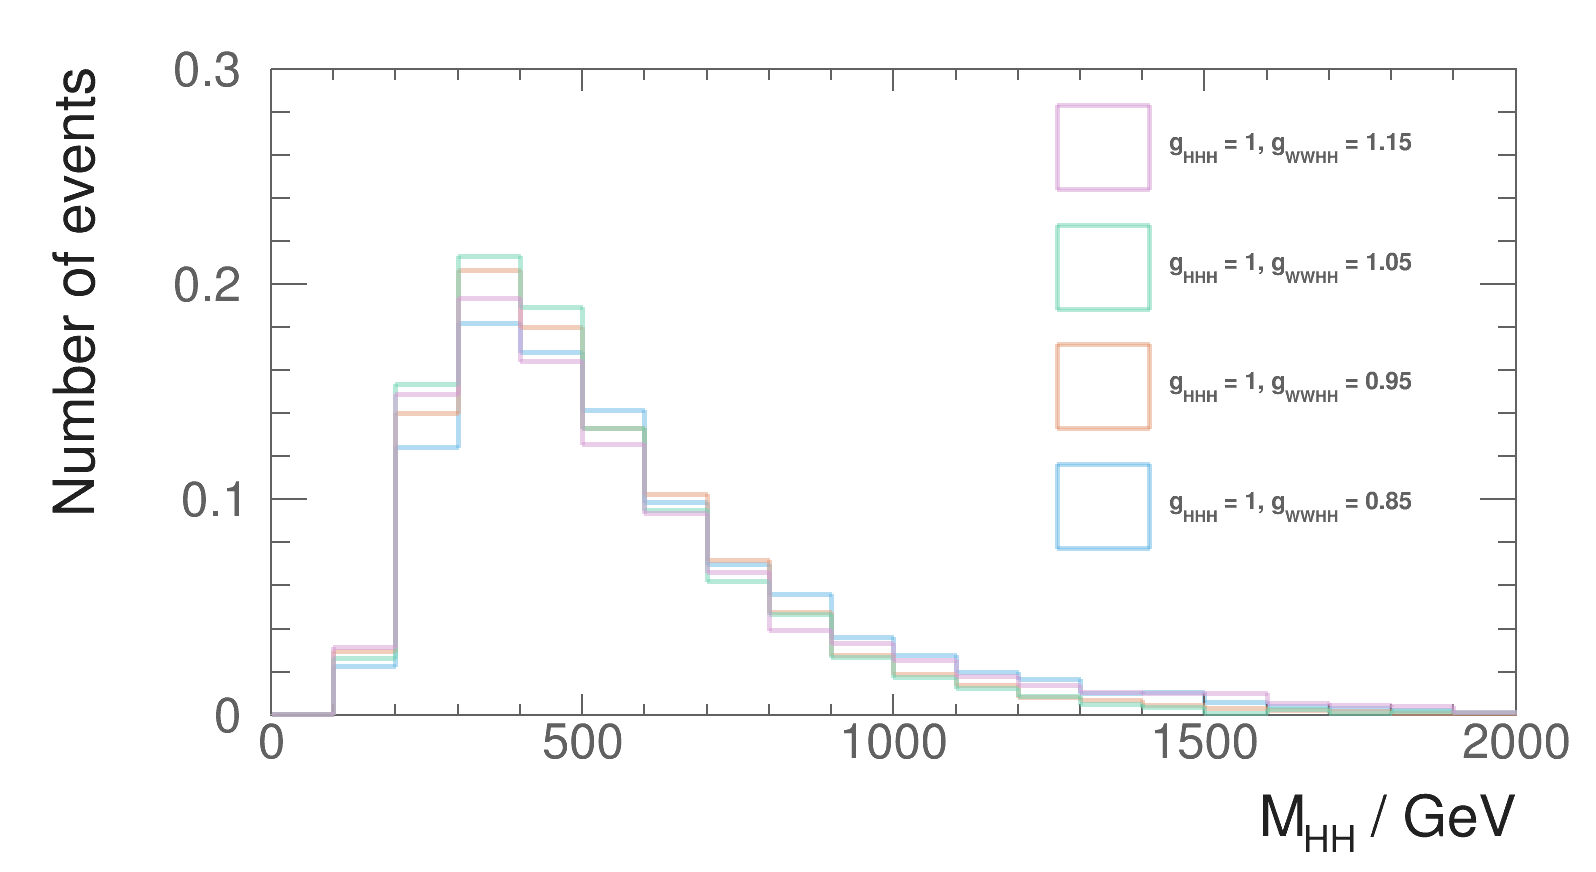 Number of events
0.3
0.2
0.1
0
0 500 1000 1500 2000
M_HH / GeV
g_HHH = 1, g_WWHH = 1.15
g_HHH = 1, g_WWHH = 1.05
g_HHH = 1, g_WWHH = 0.95
g_HHH = 1, g_WWHH = 0.85